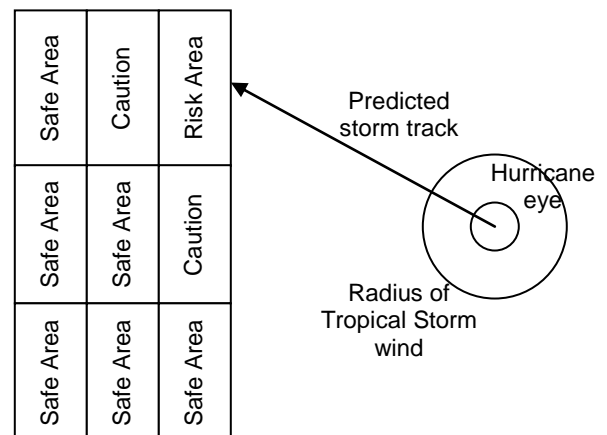 Safe Area
Caution
Risk Area
Safe Area
Safe Area
Caution
Safe Area
Safe Area
Safe Area
Predicted
storm track
Hurricane
eye
Radius of
Tropical Storm
wind